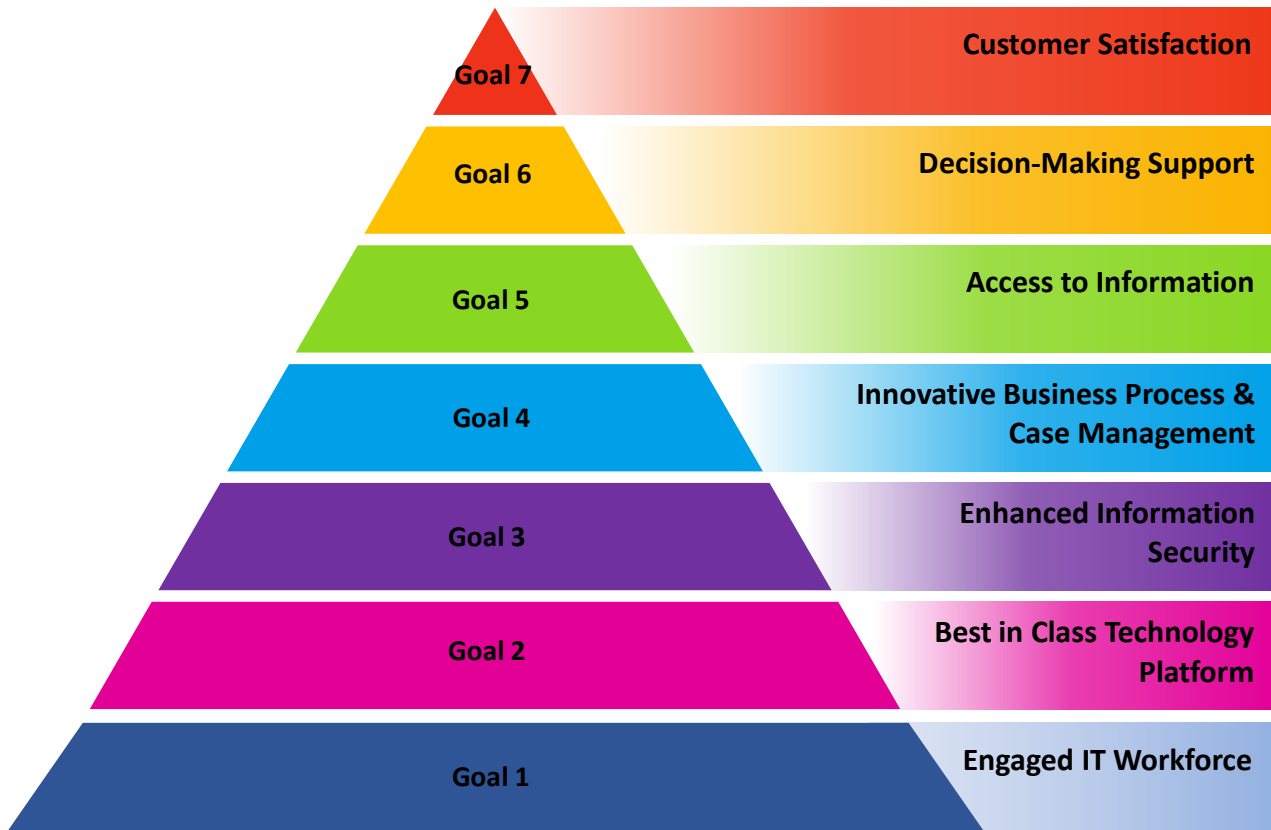 Goal 7
Customer Satisfaction
Goal 6
Decision-Making Support
Goal 5
Access to Information
Goal 4
Innovative Business Process &
Case Management
Goal 3
Enhanced Information
Security
Goal 2
Best in Class Technology
Platform
Goal 1
Engaged IT Workforce